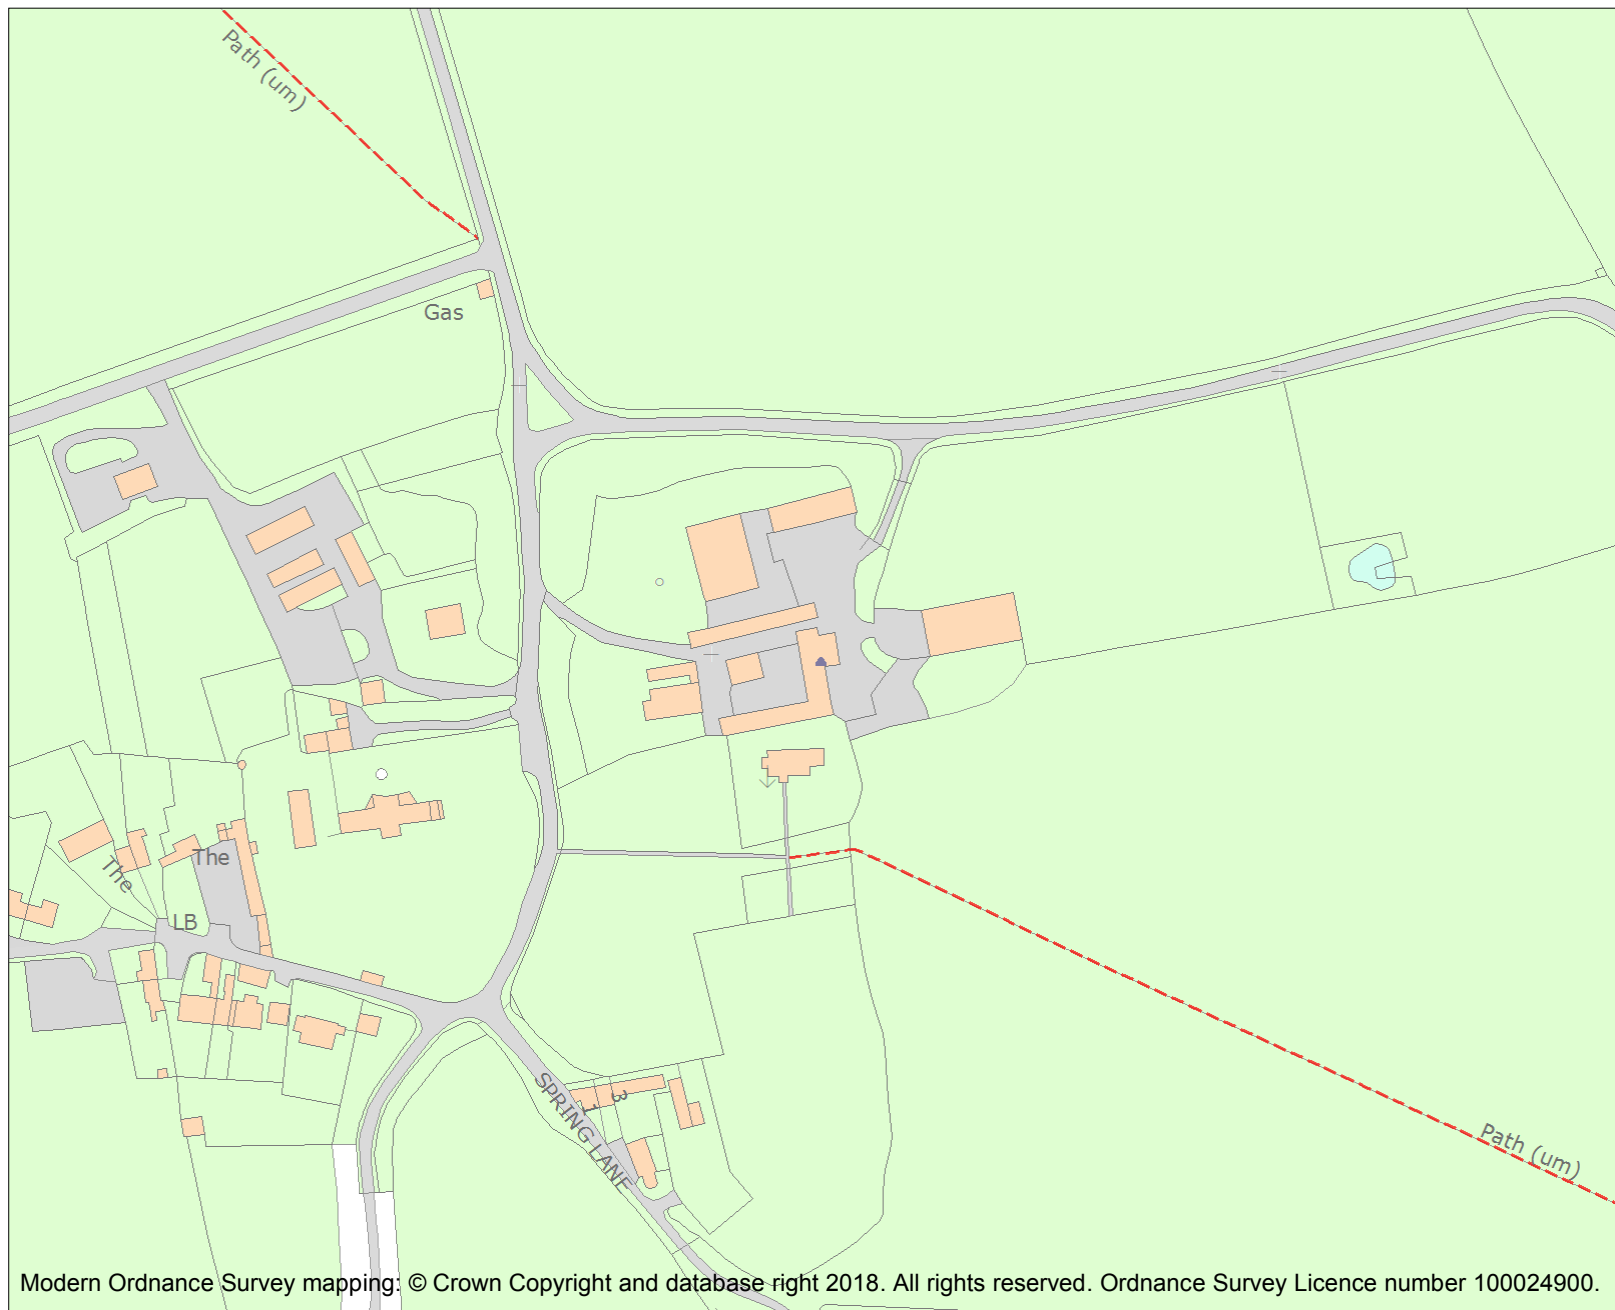 Path (um)
Gas
The
The
LB
SPRING LANE
1
3
Path (um)
Modern Ordnance Survey mapping: © Crown Copyright and database right 2018. All rights reserved. Ordnance Survey Licence number 100024900.